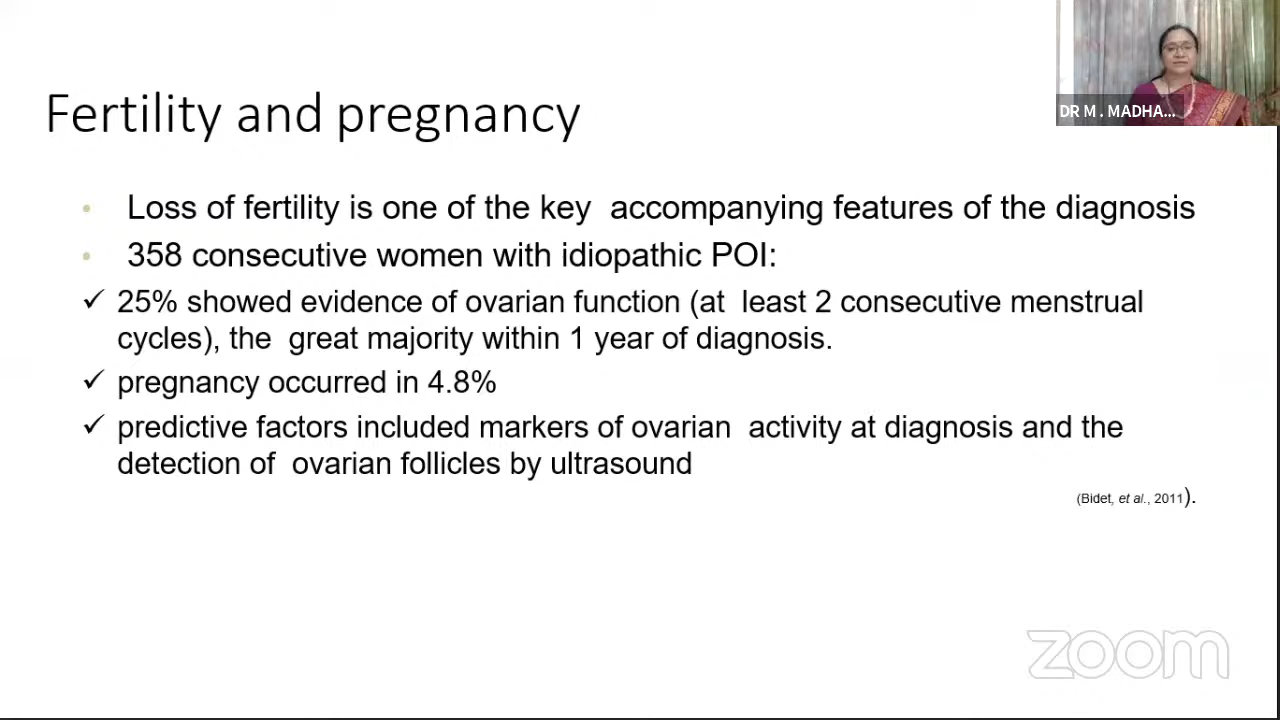 DR M . MADHA...
Fertility and pregnancy
• Loss of fertility is one of the key accompanying features of the diagnosis
• 358 consecutive women with idiopathic POI:
✓ 25% showed evidence of ovarian function (at least 2 consecutive menstrual
cycles), the great majority within 1 year of diagnosis.
✓ pregnancy occurred in 4.8%
✓ predictive factors included markers of ovarian activity at diagnosis and the
detection of ovarian follicles by ultrasound
(Bidet, et al., 2011).
zoom